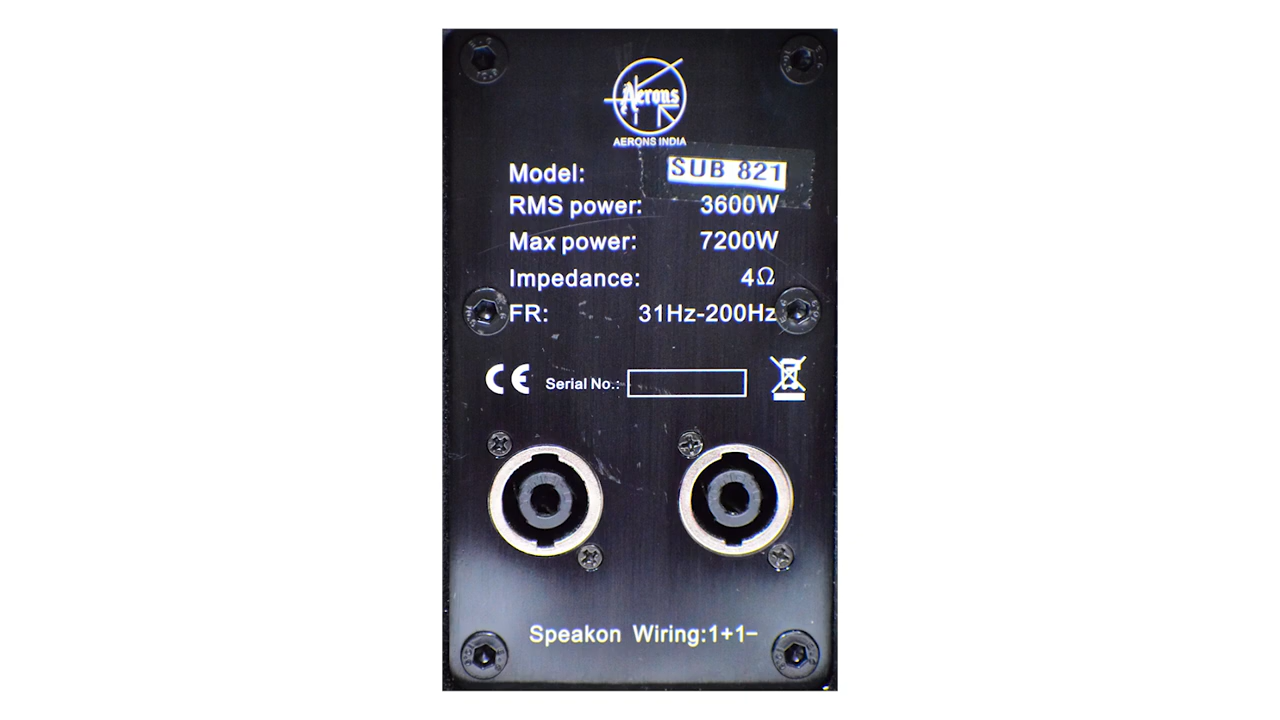 Aerons
AERONS INDIA
Model: SUB 821
RMS power: 3600W
Max power: 7200W
Impedance: 4Ω
FR: 31Hz-200Hz
CE Serial No.:
Speakon Wiring:1+1−